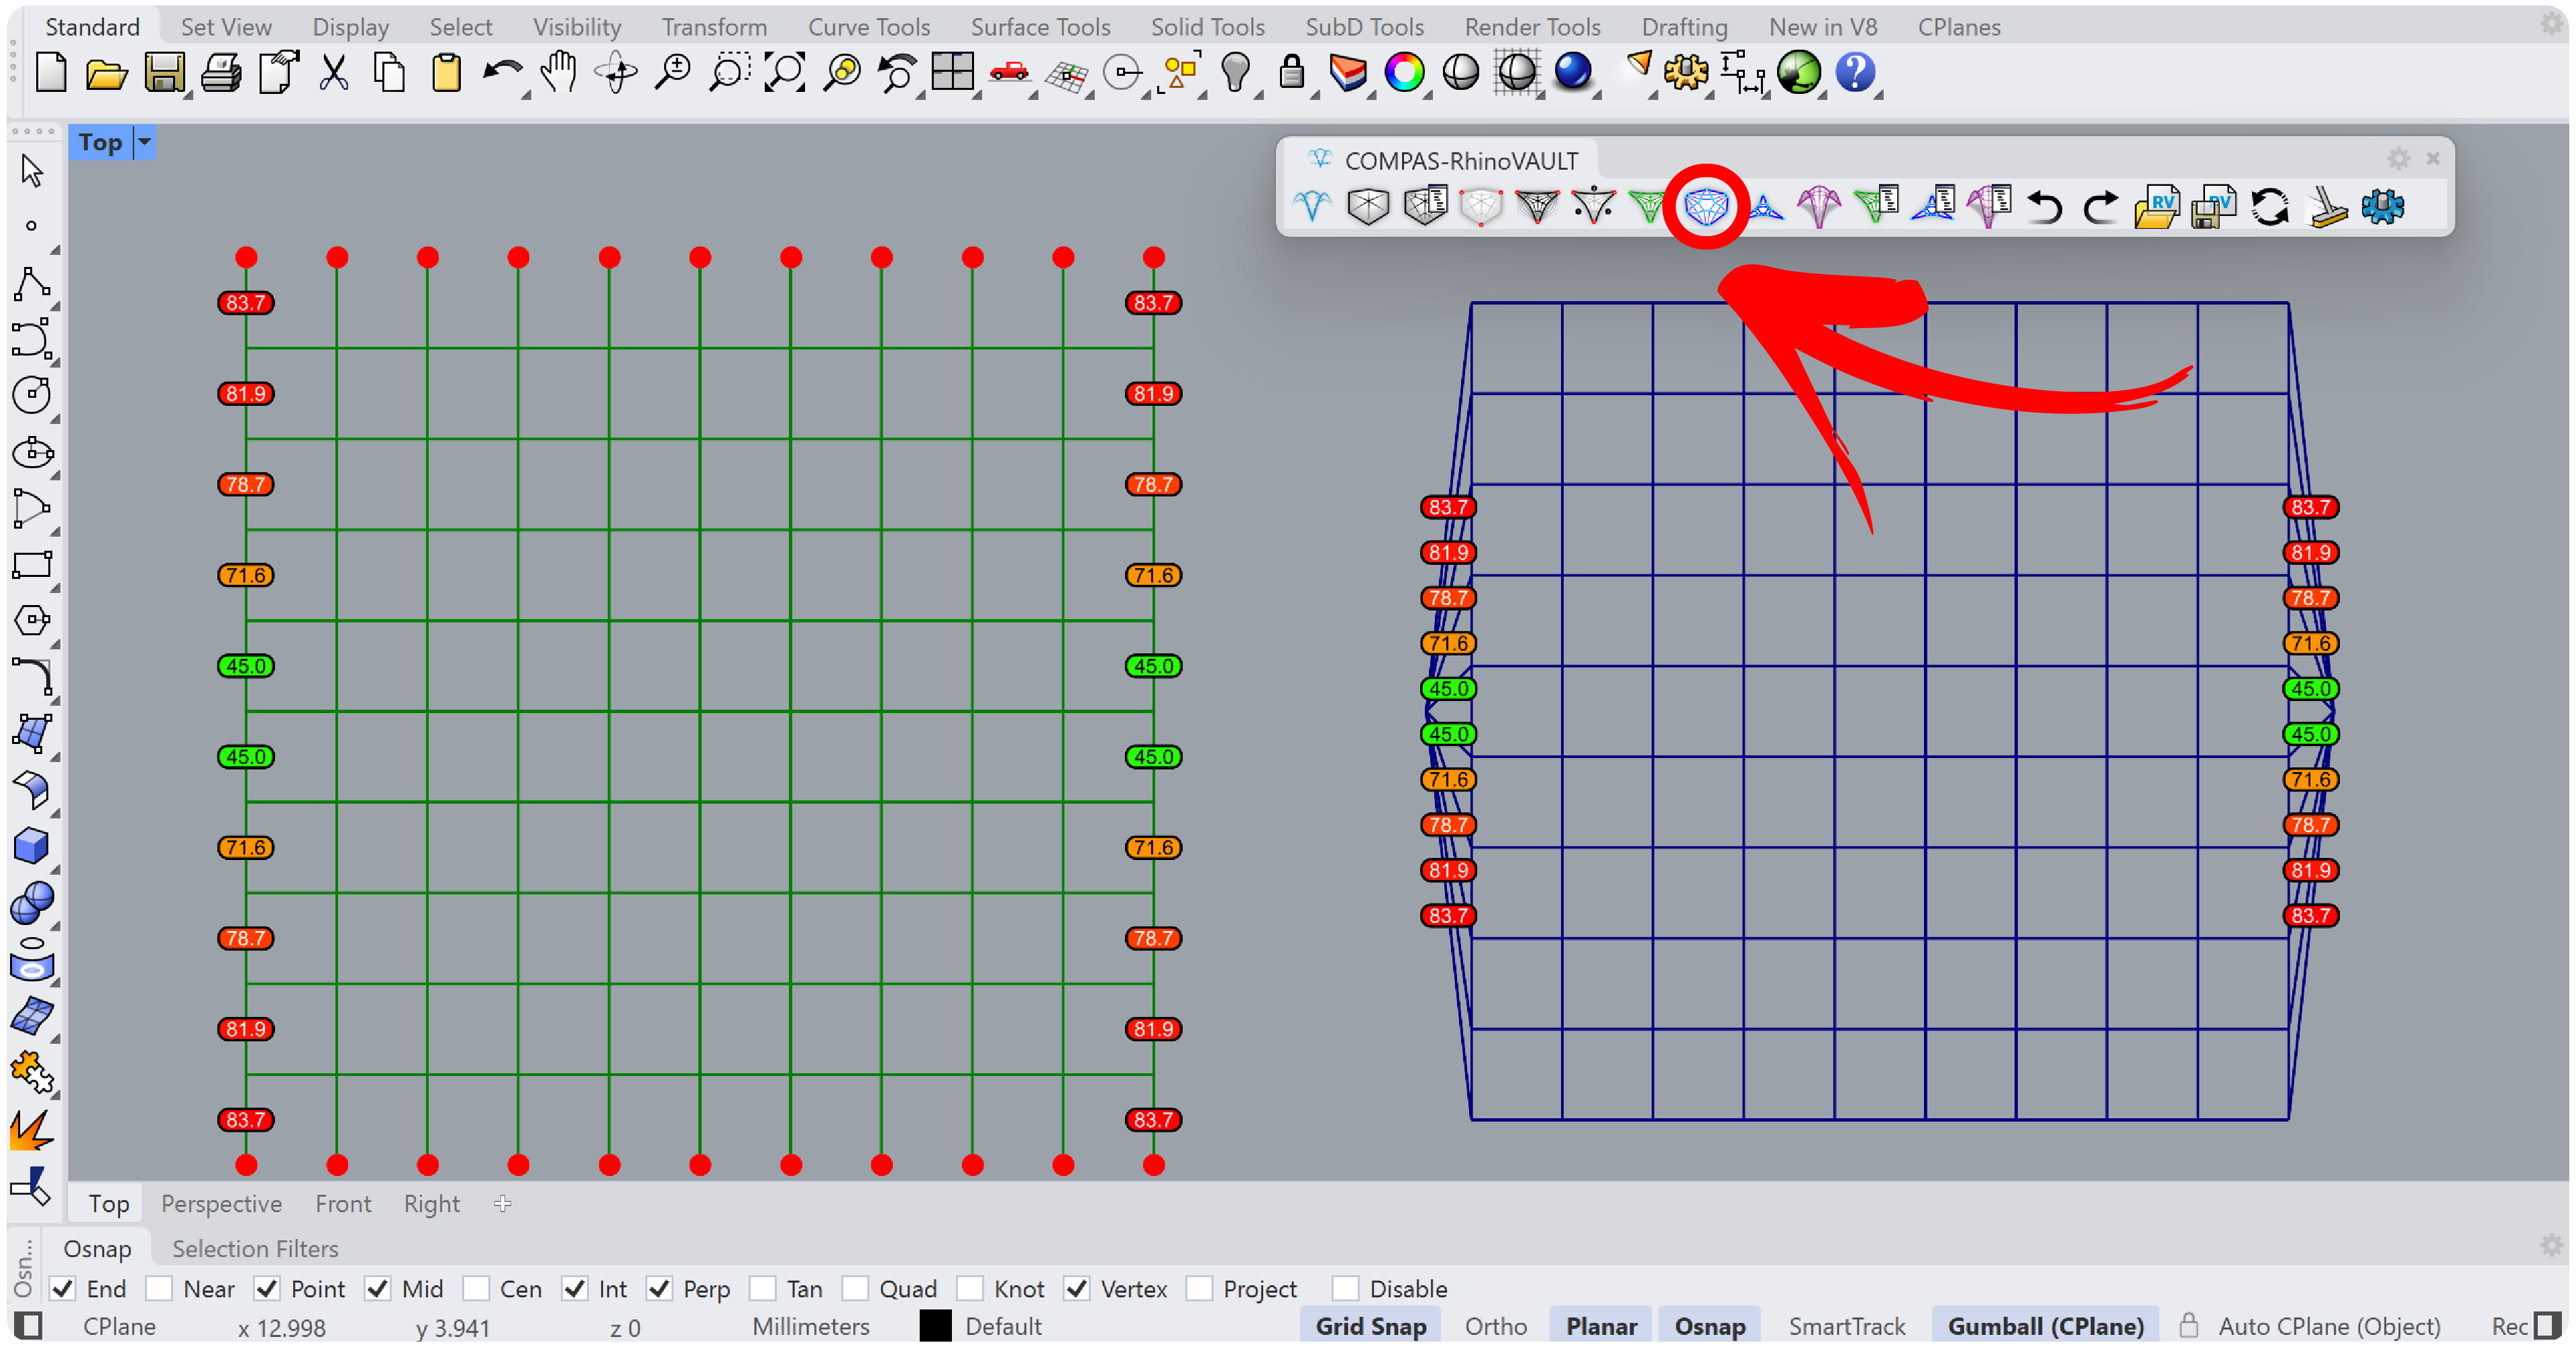 Standard Set View Display Select Visibility Transform Curve Tools Surface Tools Solid Tools SubD Tools Render Tools Drafting New in V8 CPlanes
Top
COMPAS-RhinoVAULT
RV RV
83.7 83.7
81.9 81.9
78.7 78.7
71.6 71.6
45.0 45.0
45.0 45.0
71.6 71.6
78.7 78.7
81.9 81.9
83.7 83.7
83.7 83.7
81.9 81.9
78.7 78.7
71.6 71.6
45.0 45.0
45.0 45.0
71.6 71.6
78.7 78.7
81.9 81.9
83.7 83.7
Top Perspective Front Right
Osn...
Osnap Selection Filters
End Near Point Mid Cen Int Perp Tan Quad Knot Vertex Project Disable
CPlane x 12.998 y 3.941 z 0 Millimeters Default Grid Snap Ortho Planar Osnap SmartTrack Gumball (CPlane) Auto CPlane (Object) Rec